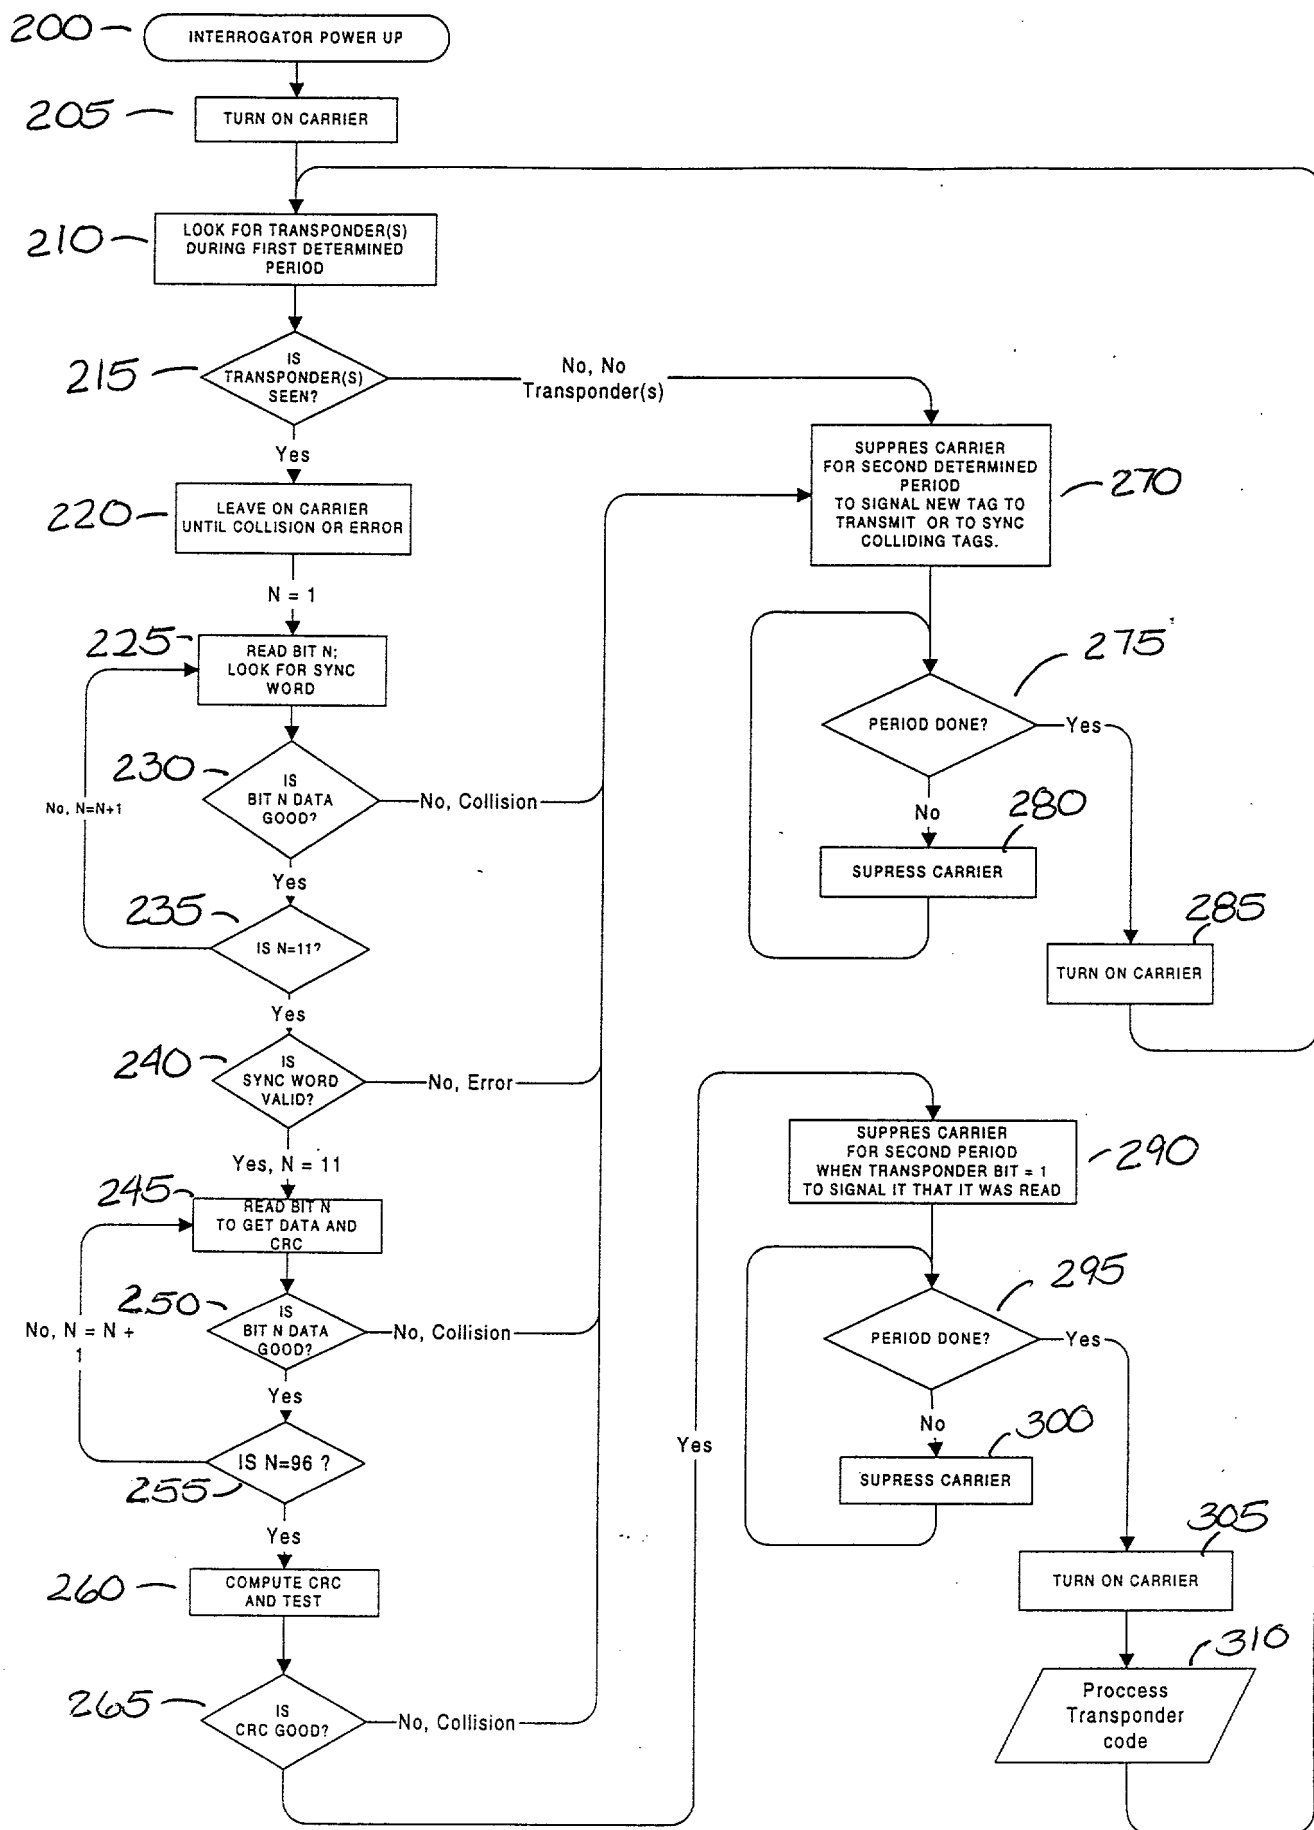 200
INTERROGATOR POWER UP
205
TURN ON CARRIER
210
LOOK FOR TRANSPONDER(S)
DURING FIRST DETERMINED
PERIOD
215
IS
TRANSPONDER(S)
SEEN?
No, No
Transponder(s)
Yes
220
LEAVE ON CARRIER
UNTIL COLLISION OR ERROR
N = 1
225
READ BIT N;
LOOK FOR SYNC
WORD
230
IS
BIT N DATA
GOOD?
No, Collision
No, N=N+1
Yes
235
IS N=11?
Yes
240
IS
SYNC WORD
VALID?
No, Error
Yes, N = 11
245
READ BIT N
TO GET DATA AND
CRC
250
IS
BIT N DATA
GOOD?
No, Collision
No, N = N +
1
Yes
IS N=96 ?
255
Yes
260
COMPUTE CRC
AND TEST
265
IS
CRC GOOD?
No, Collision
Yes
SUPPRES CARRIER
FOR SECOND DETERMINED
PERIOD
TO SIGNAL NEW TAG TO
TRANSMIT OR TO SYNC
COLLIDING TAGS.
270
275
PERIOD DONE?
Yes
No
280
SUPRESS CARRIER
285
TURN ON CARRIER
SUPPRES CARRIER
FOR SECOND PERIOD
WHEN TRANSPONDER BIT = 1
TO SIGNAL IT THAT IT WAS READ
290
295
PERIOD DONE?
Yes
No
300
SUPRESS CARRIER
305
TURN ON CARRIER
310
Proccess
Transponder
code